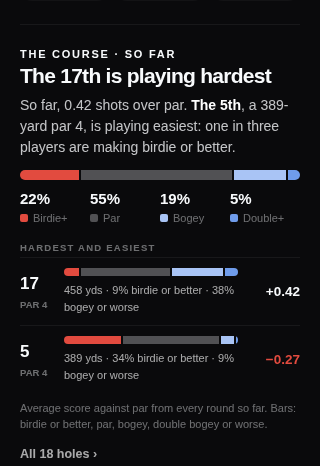 THE COURSE · SO FAR
The 17th is playing hardest
So far, 0.42 shots over par. The 5th, a 389-
yard par 4, is playing easiest: one in three
players are making birdie or better.
22% 55% 19% 5%
Birdie+ Par Bogey Double+
HARDEST AND EASIEST
17
PAR 4
458 yds · 9% birdie or better · 38%
bogey or worse
+0.42
5
PAR 4
389 yds · 34% birdie or better · 9%
bogey or worse
−0.27
Average score against par from every round so far. Bars:
birdie or better, par, bogey, double bogey or worse.
All 18 holes ›